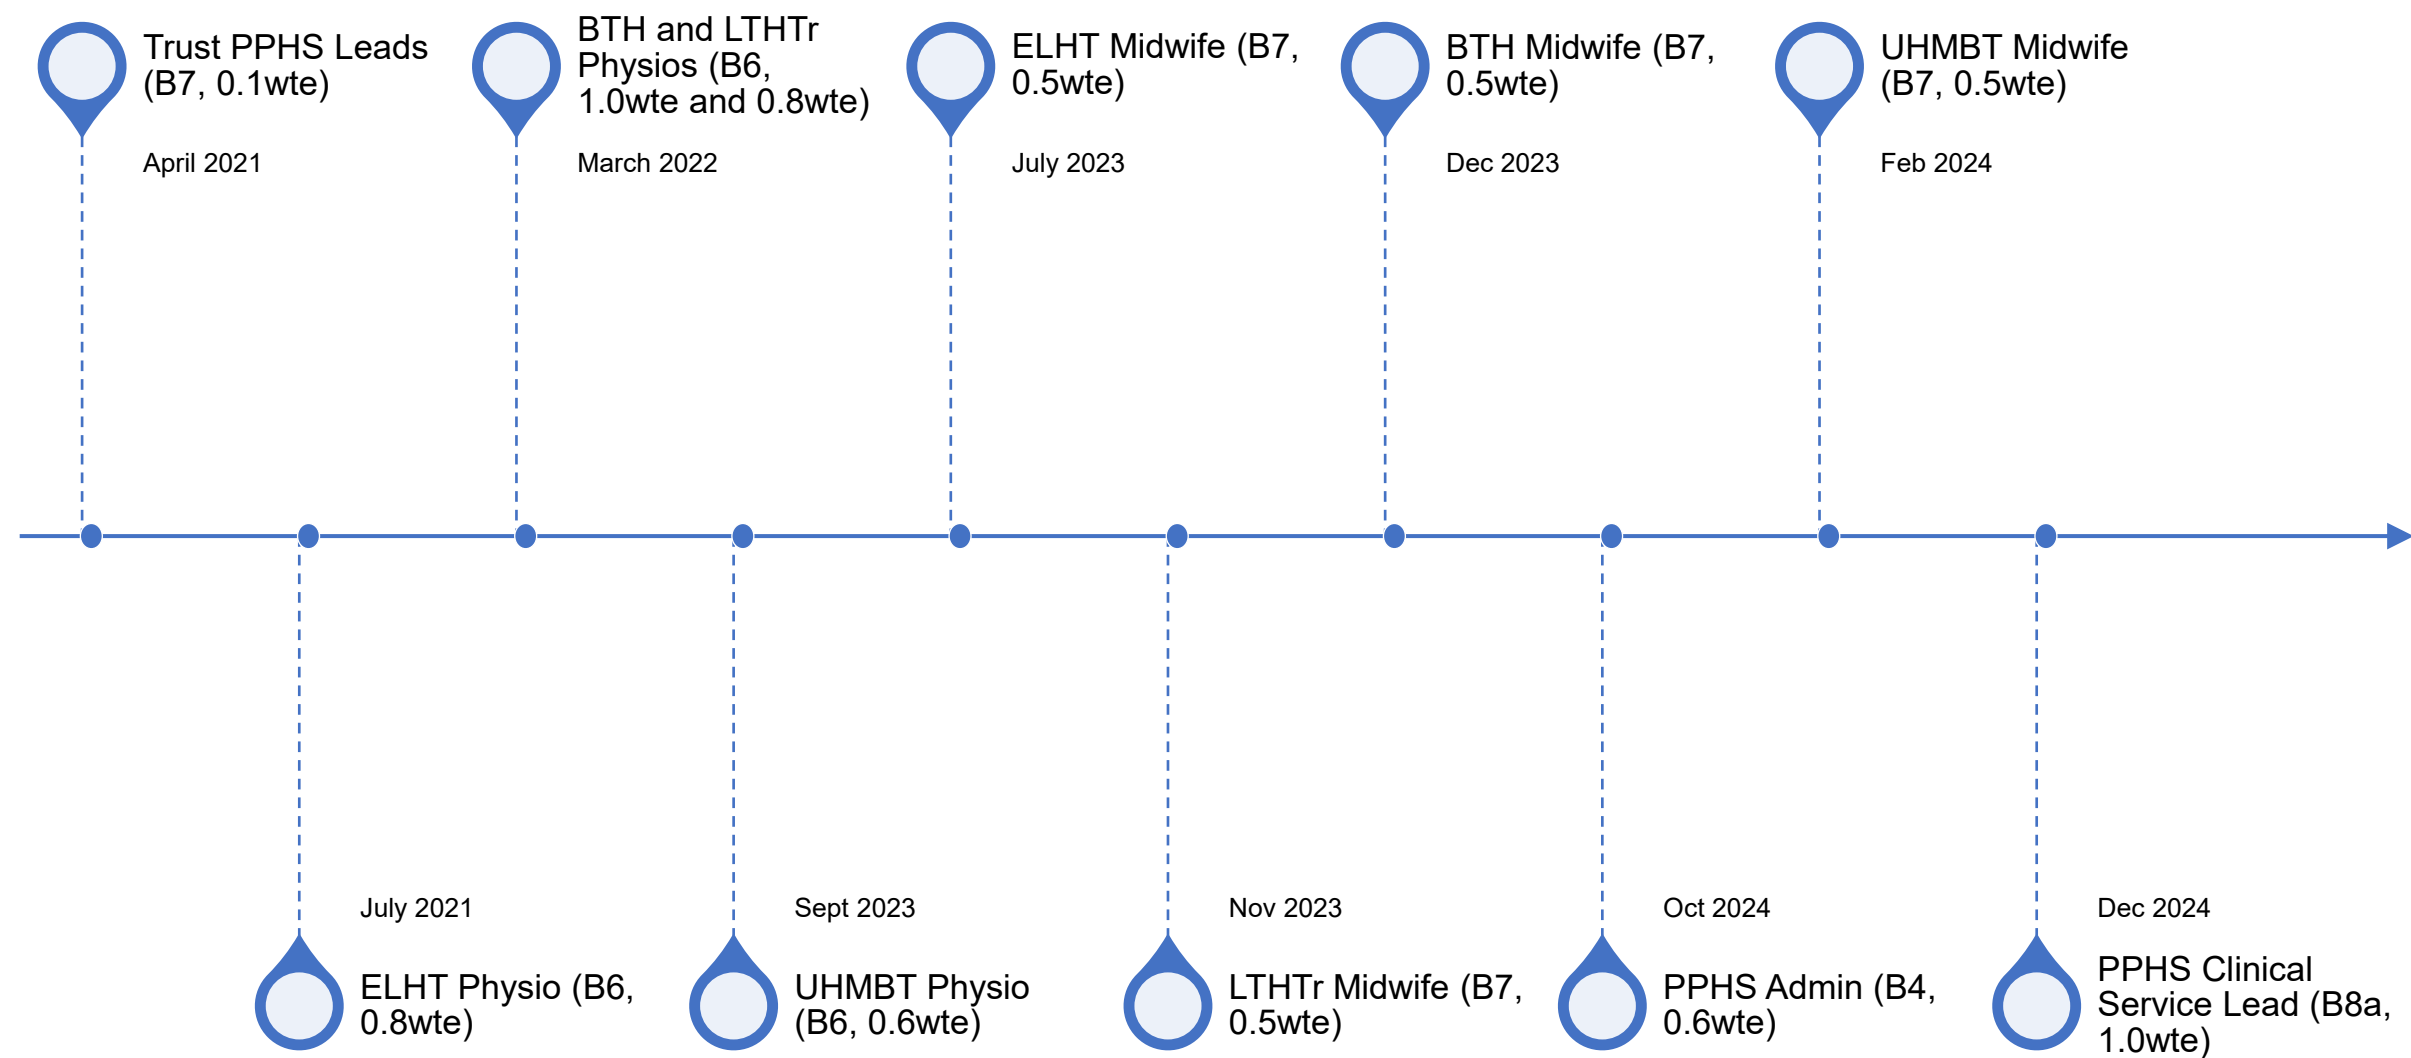 Trust PPHS Leads
(B7, 0.1wte)
April 2021
BTH and LTHTr
Physios (B6,
1.0wte and 0.8wte)
March 2022
ELHT Midwife (B7,
0.5wte)
July 2023
BTH Midwife (B7,
0.5wte)
Dec 2023
UHMBT Midwife
(B7, 0.5wte)
Feb 2024
July 2021
ELHT Physio (B6,
0.8wte)
Sept 2023
UHMBT Physio
(B6, 0.6wte)
Nov 2023
LTHTr Midwife (B7,
0.5wte)
Oct 2024
PPHS Admin (B4,
0.6wte)
Dec 2024
PPHS Clinical
Service Lead (B8a,
1.0wte)